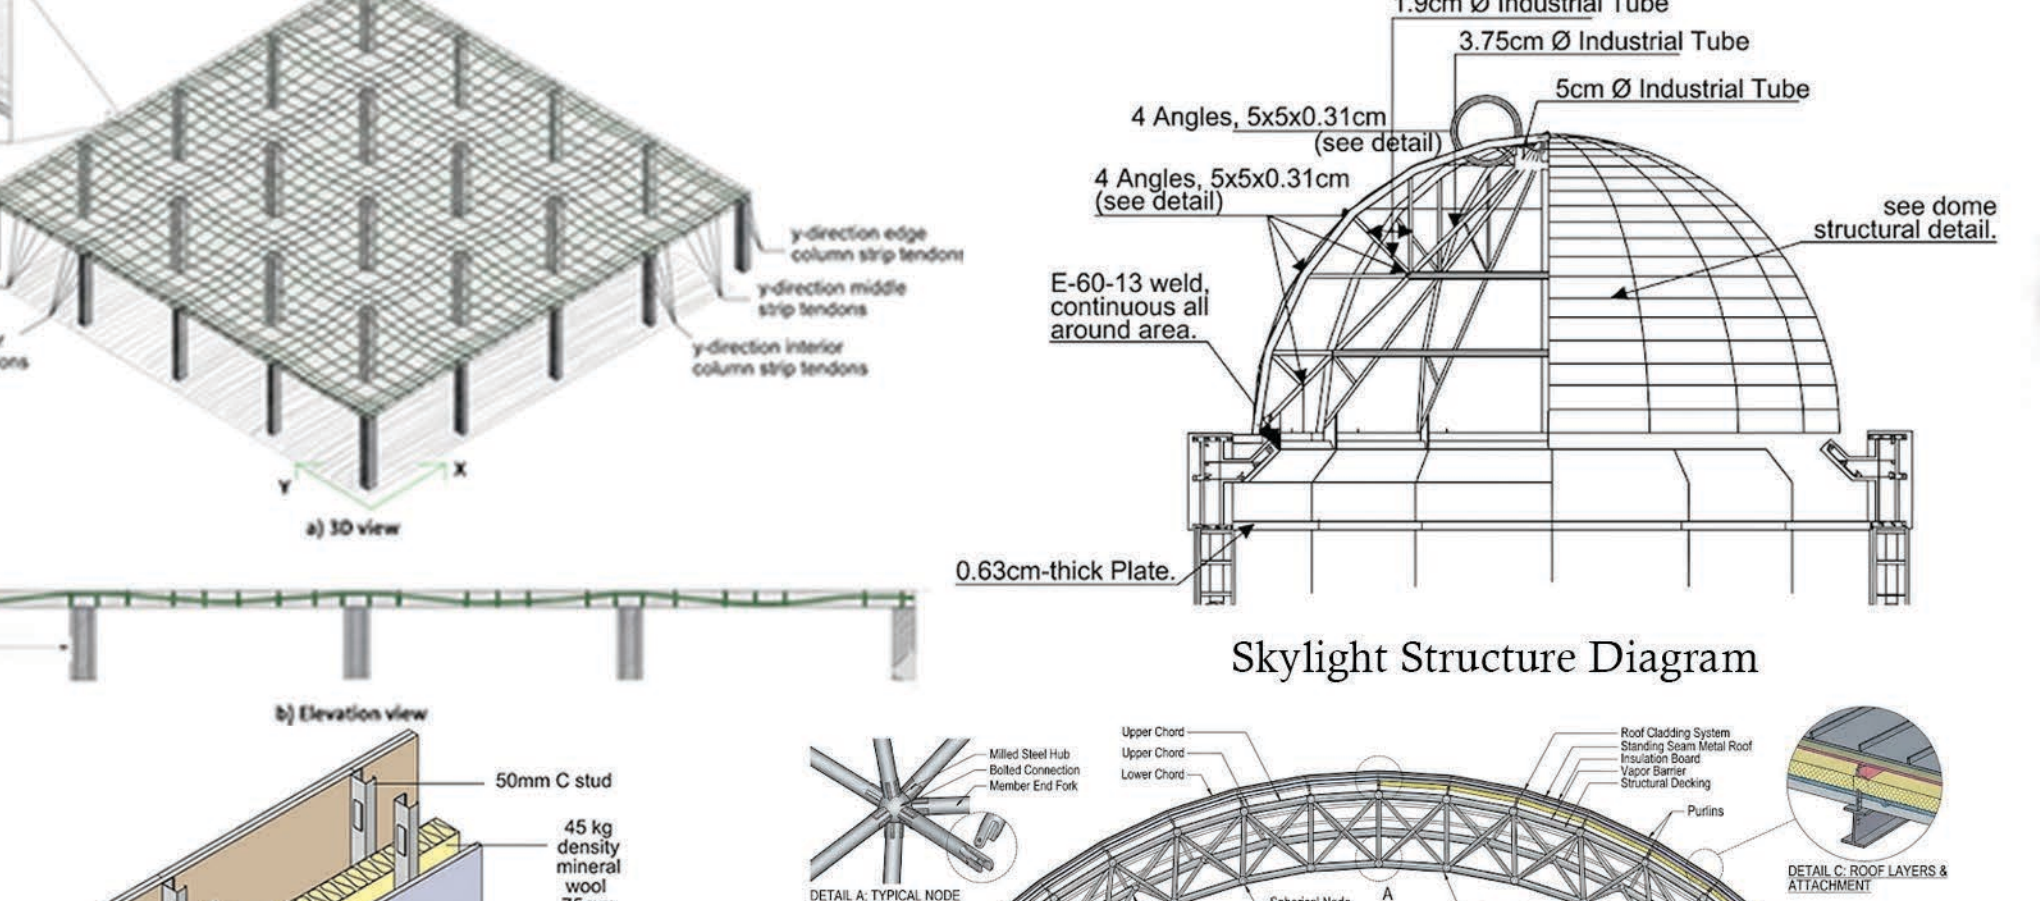 1.9cm Ø Industrial Tube
3.75cm Ø Industrial Tube
5cm Ø Industrial Tube
4 Angles, 5x5x0.31cm
(see detail)
4 Angles, 5x5x0.31cm
(see detail)
see dome
structural detail.
E-60-13 weld,
continuous all
around area.
0.63cm-thick Plate.
Skylight Structure Diagram
y-direction edge
column strip tendons
y-direction middle
strip tendons
y-direction interior
column strip tendons
ons
Y
X
a) 3D view
b) Elevation view
50mm C stud
45 kg
density
mineral
wool
Milled Steel Hub
Bolted Connection
Member End Fork
DETAIL A: TYPICAL NODE
Upper Chord
Upper Chord
Lower Chord
Roof Cladding System
Standing Seam Metal Roof
Insulation Board
Vapor Barrier
Structural Decking
Purlins
A
Spherical Node
DETAIL C: ROOF LAYERS &
ATTACHMENT